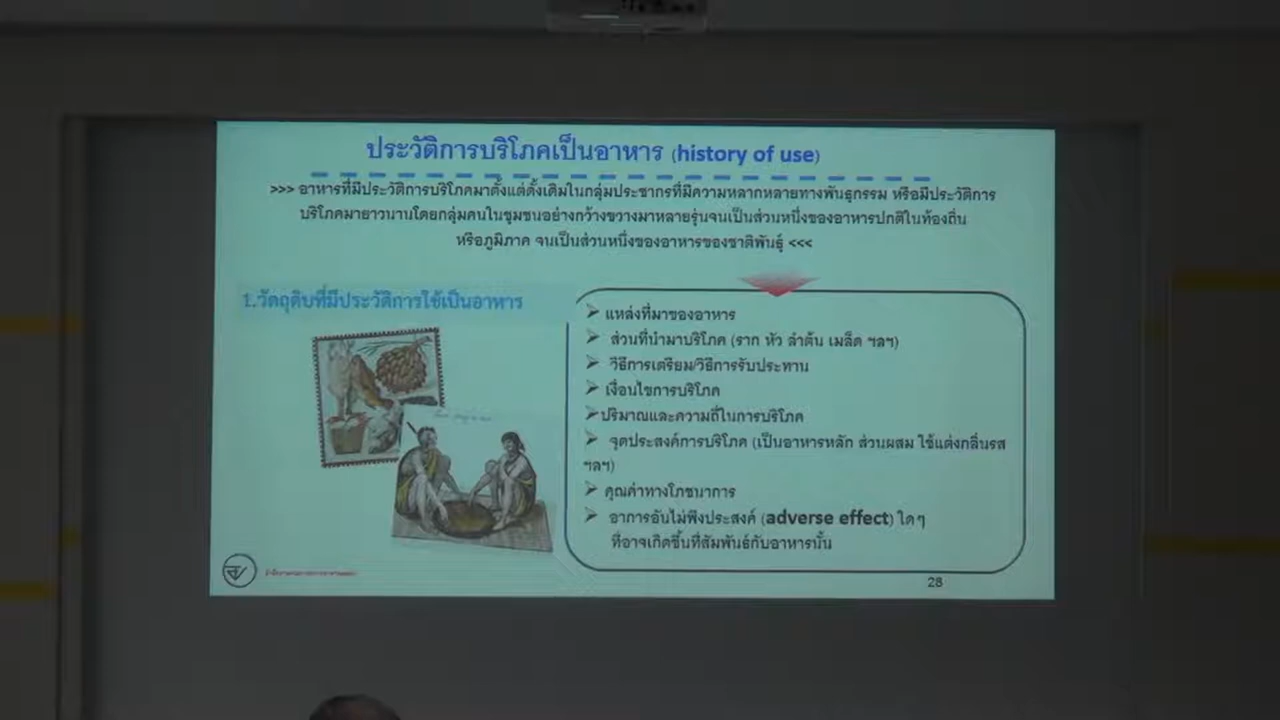 ประวัติการบริโภคเป็นอาหาร (history of use)
>>> อาหารที่มีประวัติการบริโภคมาตั้งแต่ดั้งเดิมในกลุ่มประชากรที่มีความหลากหลายทางพันธุกรรม หรือมีประวัติการ
บริโภคมายาวนานโดยกลุ่มคนในชุมชนอย่างกว้างขวางมาหลายรุ่นจนเป็นส่วนหนึ่งของอาหารปกติในท้องถิ่น
หรือภูมิภาค จนเป็นส่วนหนึ่งของอาหารของชาติพันธุ์ <<<
1.วัตถุดิบที่มีประวัติการใช้เป็นอาหาร
➢ แหล่งที่มาของอาหาร
➢ ส่วนที่นำมาบริโภค (ราก หัว ลำต้น เมล็ด ฯลฯ)
➢ วิธีการเตรียม/วิธีการรับประทาน
➢ เงื่อนไขการบริโภค
➢ปริมาณและความถี่ในการบริโภค
➢ จุดประสงค์การบริโภค (เป็นอาหารหลัก ส่วนผสม ใช้แต่งกลิ่นรส
ฯลฯ)
➢ คุณค่าทางโภชนาการ
➢ อาการอันไม่พึงประสงค์ (adverse effect) ใดๆ
ที่อาจเกิดขึ้นที่สัมพันธ์กับอาหารนั้น
28